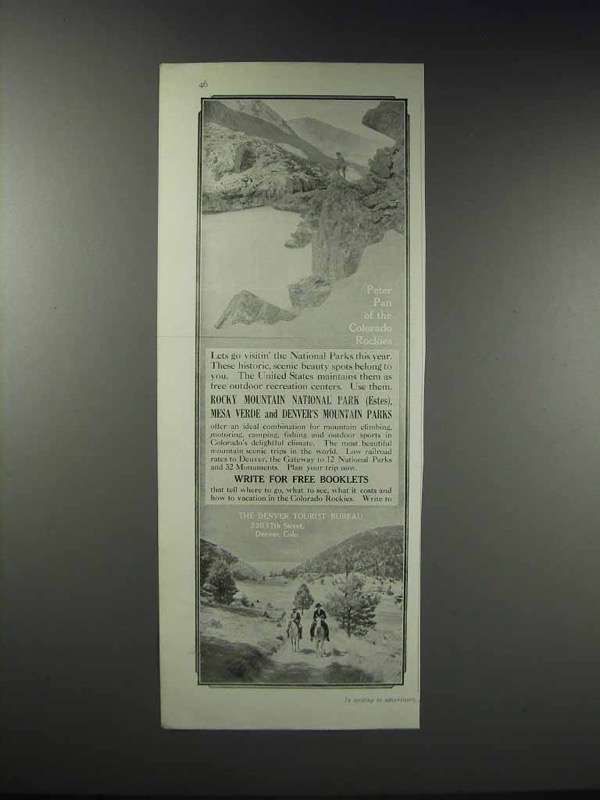 46
Peter
Pan
of the
Colorado
Rockies
Lets go visitin' the National Parks this year.
These historic, scenic beauty spots belong to
you. The United States maintains them as
free outdoor recreation centers. Use them.
ROCKY MOUNTAIN NATIONAL PARK (Estes),
MESA VERDE and DENVER'S MOUNTAIN PARKS
offer an ideal combination for mountain climbing,
motoring, camping, fishing and outdoor sports in
Colorado's delightful climate. The most beautiful
mountain scenic trips in the world. Low railroad
rates to Denver, the Gateway to 12 National Parks
and 32 Monuments. Plan your trip now.
WRITE FOR FREE BOOKLETS
that tell where to go, what to see, what it costs and
how to vacation in the Colorado Rockies. Write to
THE DENVER TOURIST BUREAU
17th Street,
Denver, Colo.
In writing to advertisers